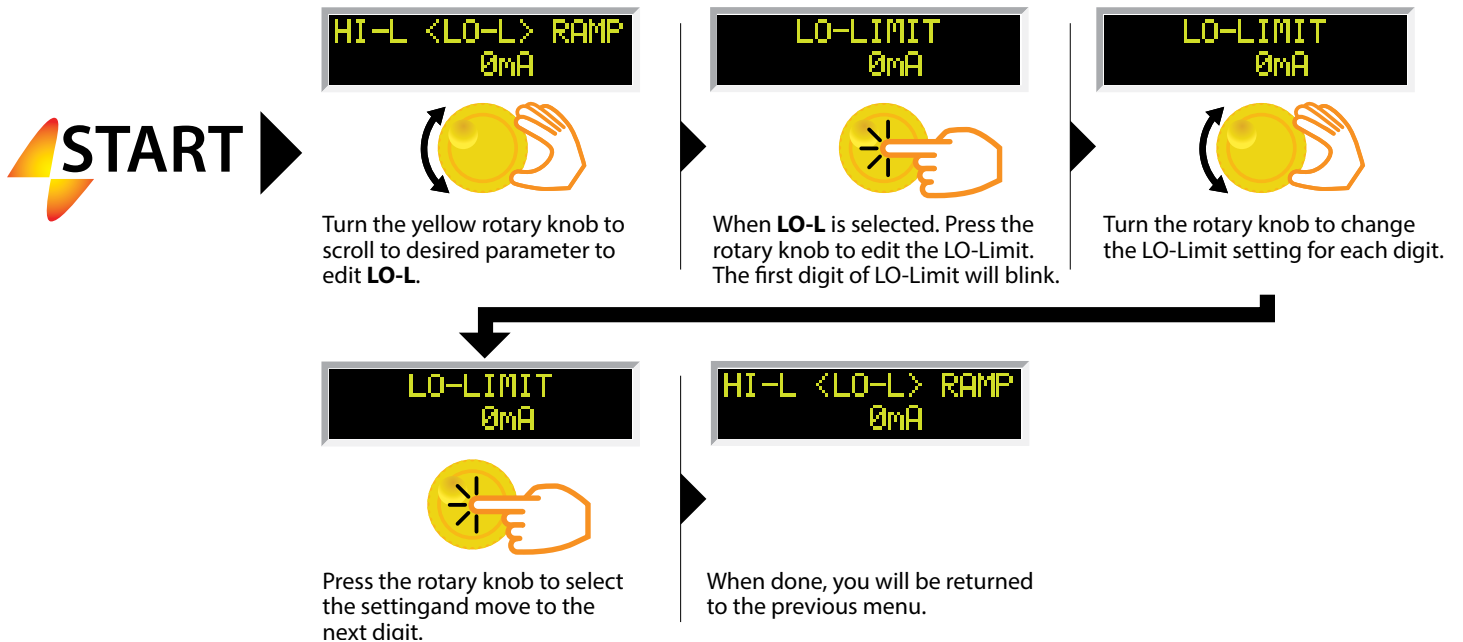 START
HI-L <LO-L> RAMP
0mA
Turn the yellow rotary knob to
scroll to desired parameter to
edit LO-L.
LO-LIMIT
0mA
When LO-L is selected. Press the
rotary knob to edit the LO-Limit.
The first digit of LO-Limit will blink.
LO-LIMIT
0mA
Turn the rotary knob to change
the LO-Limit setting for each digit.
LO-LIMIT
0mA
Press the rotary knob to select
the settingand move to the
next digit.
HI-L <LO-L> RAMP
0mA
When done, you will be returned
to the previous menu.